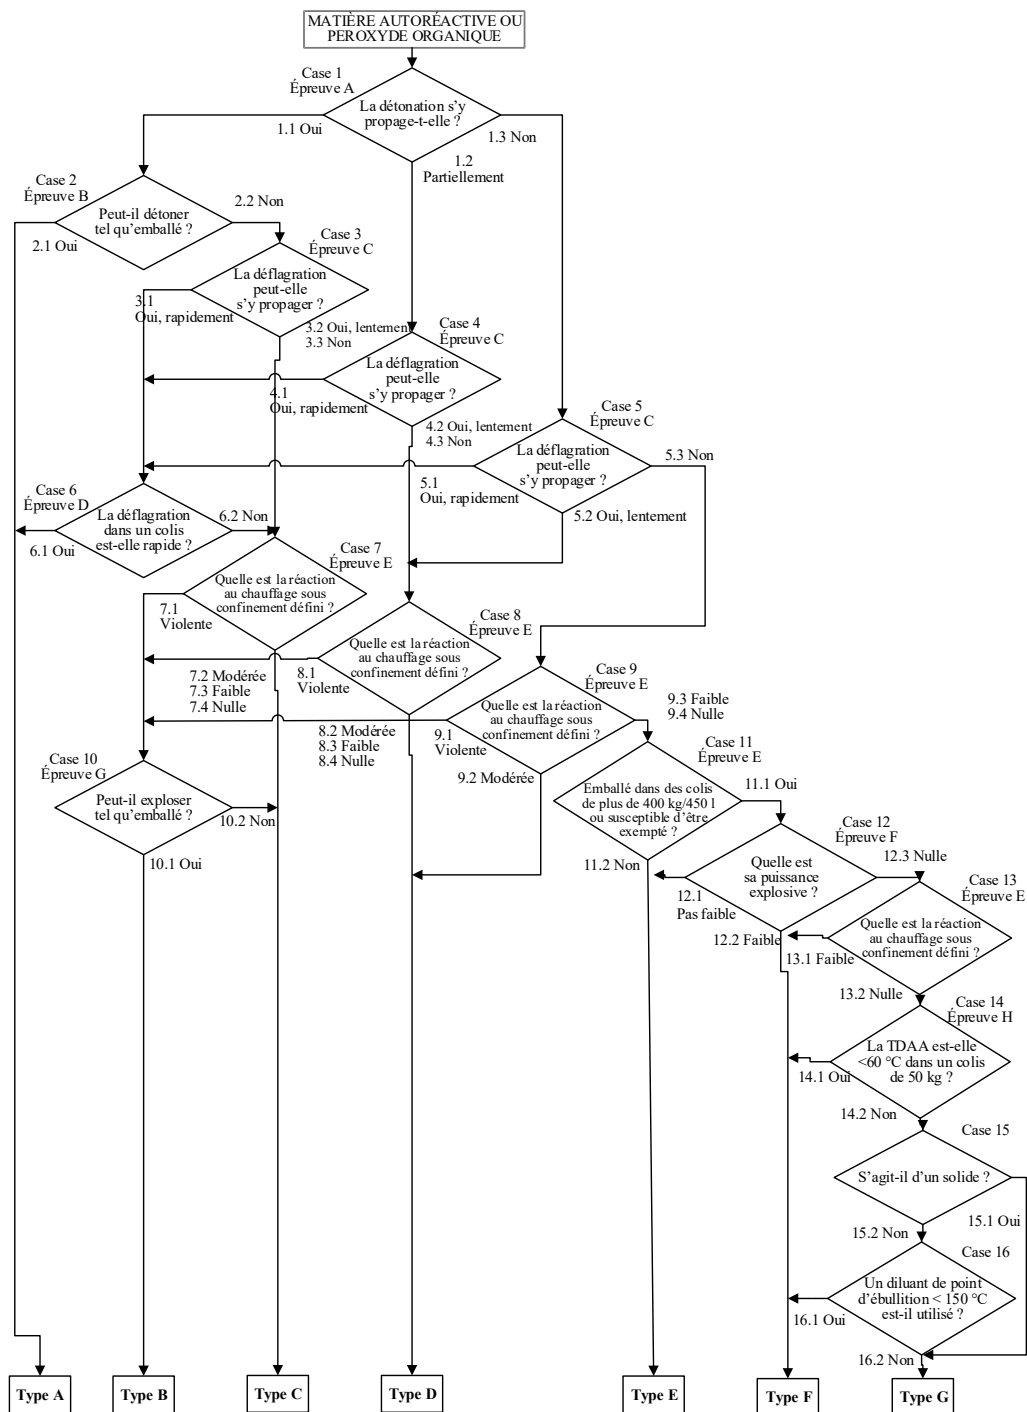 MATIÈRE AUTORÉACTIVE OU
PEROXYDE ORGANIQUE
Case 1
Épreuve A
La détonation s’y
propage-t-elle ?
1.1 Oui
1.2
Partiellement
1.3 Non
Case 2
Épreuve B
Peut-il détoner
tel qu’emballé ?
2.1 Oui
2.2 Non
Case 3
Épreuve C
La déflagration
peut-elle
s’y propager ?
3.1
Oui, rapidement
3.2 Oui, lentement
3.3 Non
Case 4
Épreuve C
La déflagration
peut-elle
s’y propager ?
4.1
Oui, rapidement
4.2 Oui, lentement
4.3 Non
Case 5
Épreuve C
La déflagration
peut-elle
s’y propager ?
5.1
Oui, rapidement
5.2 Oui, lentement
5.3 Non
Case 6
Épreuve D
La déflagration
dans un colis
est-elle rapide ?
6.1 Oui
6.2 Non
Case 7
Épreuve E
Quelle est la réaction
au chauffage sous
confinement défini ?
7.1
Violente
7.2 Modérée
7.3 Faible
7.4 Nulle
Case 8
Épreuve E
Quelle est la réaction
au chauffage sous
confinement défini ?
8.1
Violente
8.2 Modérée
8.3 Faible
8.4 Nulle
Case 9
Épreuve E
Quelle est la réaction
au chauffage sous
confinement défini ?
9.1
Violente
9.2 Modérée
9.3 Faible
9.4 Nulle
Case 10
Épreuve G
Peut-il exploser
tel qu’emballé ?
10.1 Oui
10.2 Non
Case 11
Épreuve E
Emballé dans des colis
de plus de 400 kg/450 l
ou susceptible d’être
exempté ?
11.1 Oui
11.2 Non
Case 12
Épreuve F
Quelle est
sa puissance
explosive ?
12.1
Pas faible
12.2 Faible
12.3 Nulle
Case 13
Épreuve E
Quelle est la réaction
au chauffage sous
confinement défini ?
13.1 Faible
13.2 Nulle
Case 14
Épreuve H
La TDAA est-elle
<60 °C dans un colis
de 50 kg ?
14.1 Oui
14.2 Non
Case 15
S’agit-il d’un solide ?
15.1 Oui
15.2 Non
Case 16
Un diluant de point
d’ébullition < 150 °C
est-il utilisé ?
16.1 Oui
16.2 Non
Type A
Type B
Type C
Type D
Type E
Type F
Type G